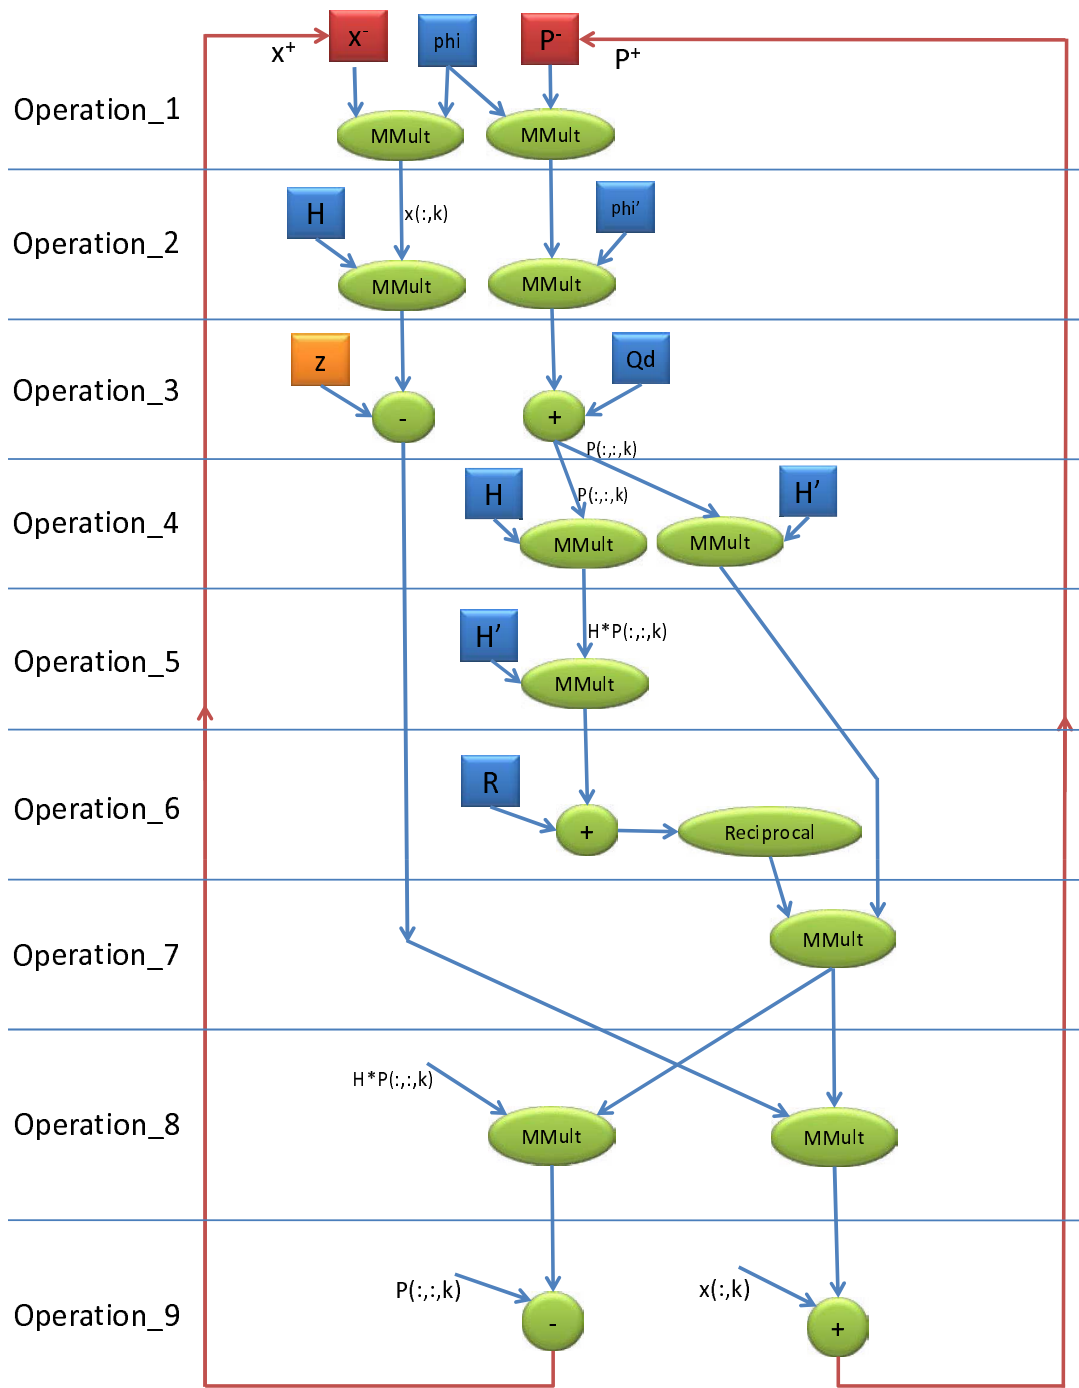 x⁻
phi
P⁻
x⁺
P⁺
Operation_1
MMult
MMult
H
x(:,k)
phi'
Operation_2
MMult
MMult
z
Qd
Operation_3
-
+
P(:,:,k)
H
P(:,:,k)
H'
Operation_4
MMult
MMult
H'
H*P(:,:,k)
Operation_5
MMult
R
Operation_6
+
Reciprocal
Operation_7
MMult
H*P(:,:,k)
Operation_8
MMult
MMult
P(:,:,k)
x(:,k)
Operation_9
-
+